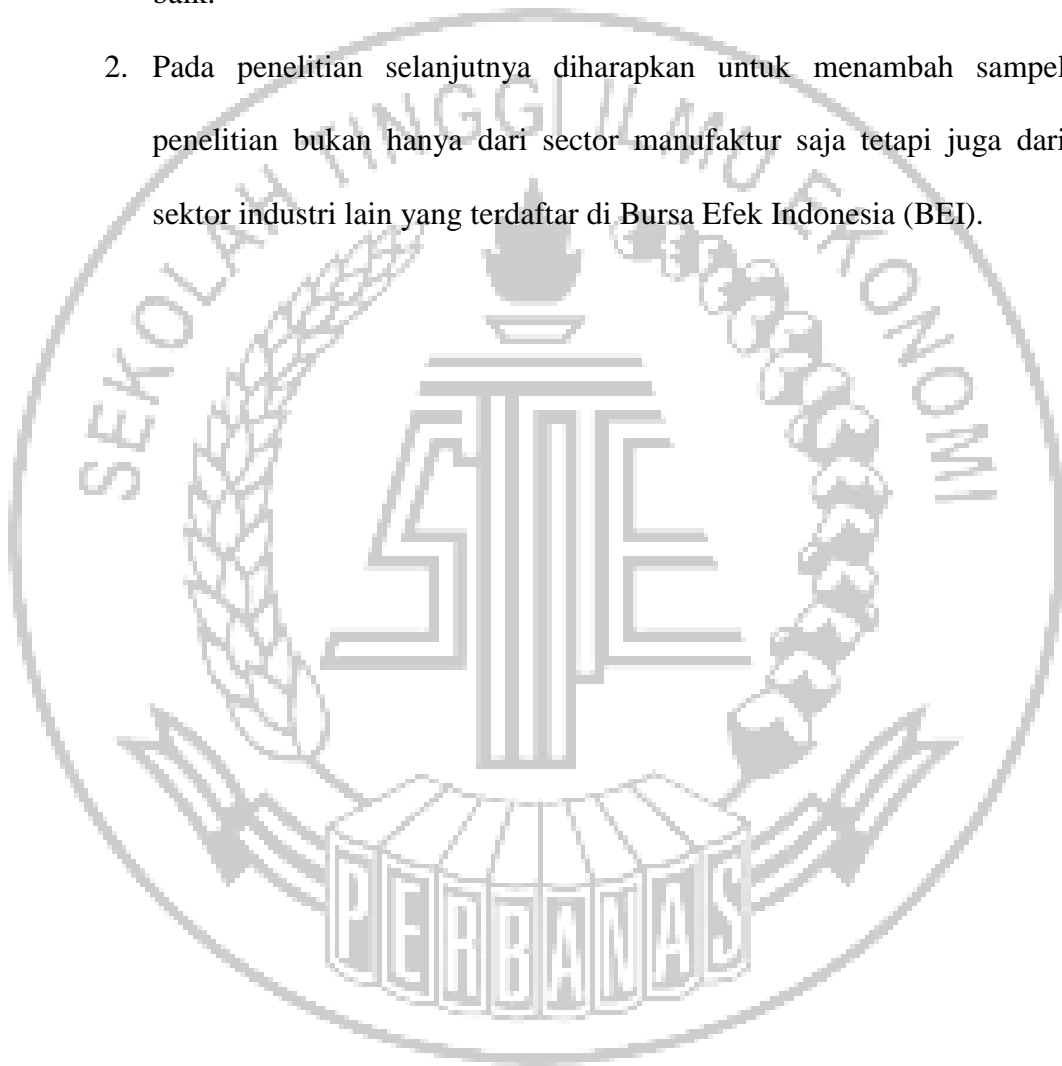 baik.
2. Pada penelitian selanjutnya diharapkan untuk menambah sampel
penelitian bukan hanya dari sector manufaktur saja tetapi juga dari
sektor industri lain yang terdaftar di Bursa Efek Indonesia (BEI).
SEKOLAH TINGGI ILMU EKONOMI
STIE
PERBANAS